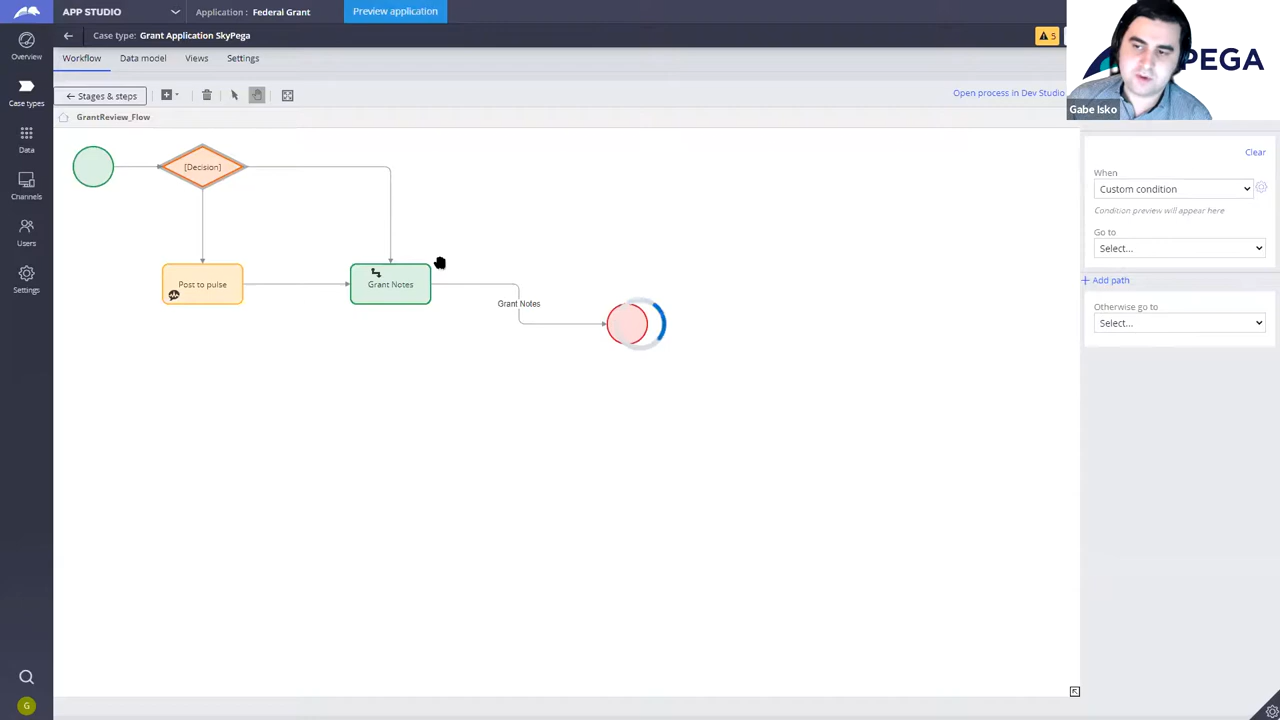 APP STUDIO
Application : Federal Grant
Preview application
Case type: Grant Application SkyPega
5
Overview
Workflow
Data model
Views
Settings
Case types
Stages & steps
Open process in Dev Studio
GrantReview_Flow
Data
Channels
Users
Settings
[Decision]
Post to pulse
Grant Notes
Grant Notes
PEGA
Gabe Isko
Clear
When
Custom condition
Condition preview will appear here
Go to
Select...
Add path
Otherwise go to
Select...
G